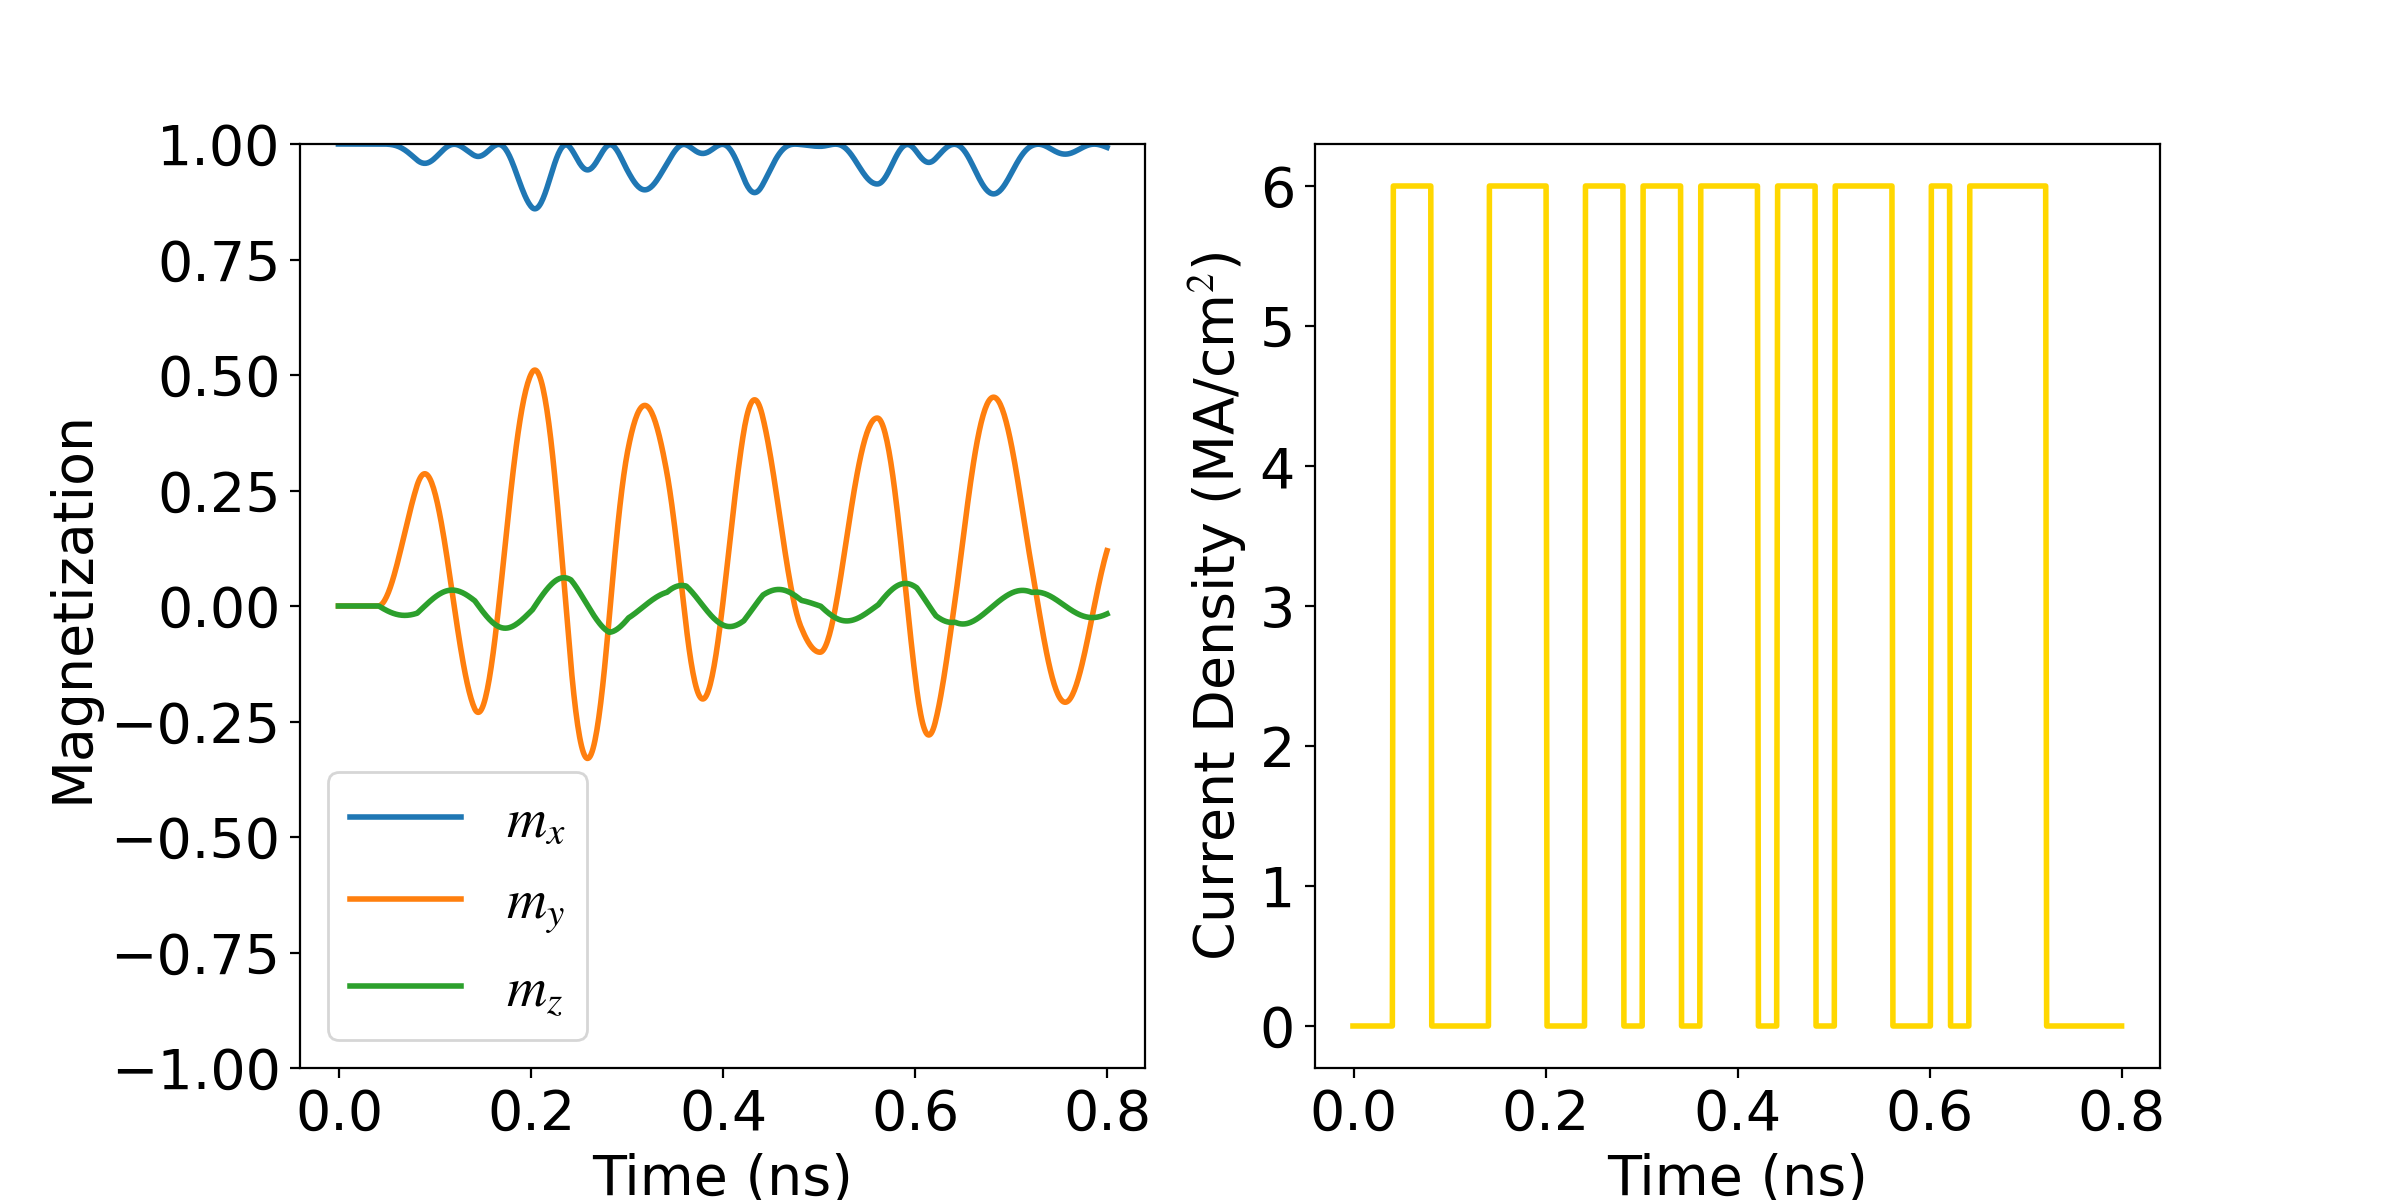 1.00
0.75
0.50
0.25
0.00
−0.25
−0.50
−0.75
−1.00
Magnetization
m_x
m_y
m_z
0.0 0.2 0.4 0.6 0.8
Time (ns)
6
5
4
3
2
1
0
Current Density (MA/cm²)
0.0 0.2 0.4 0.6 0.8
Time (ns)